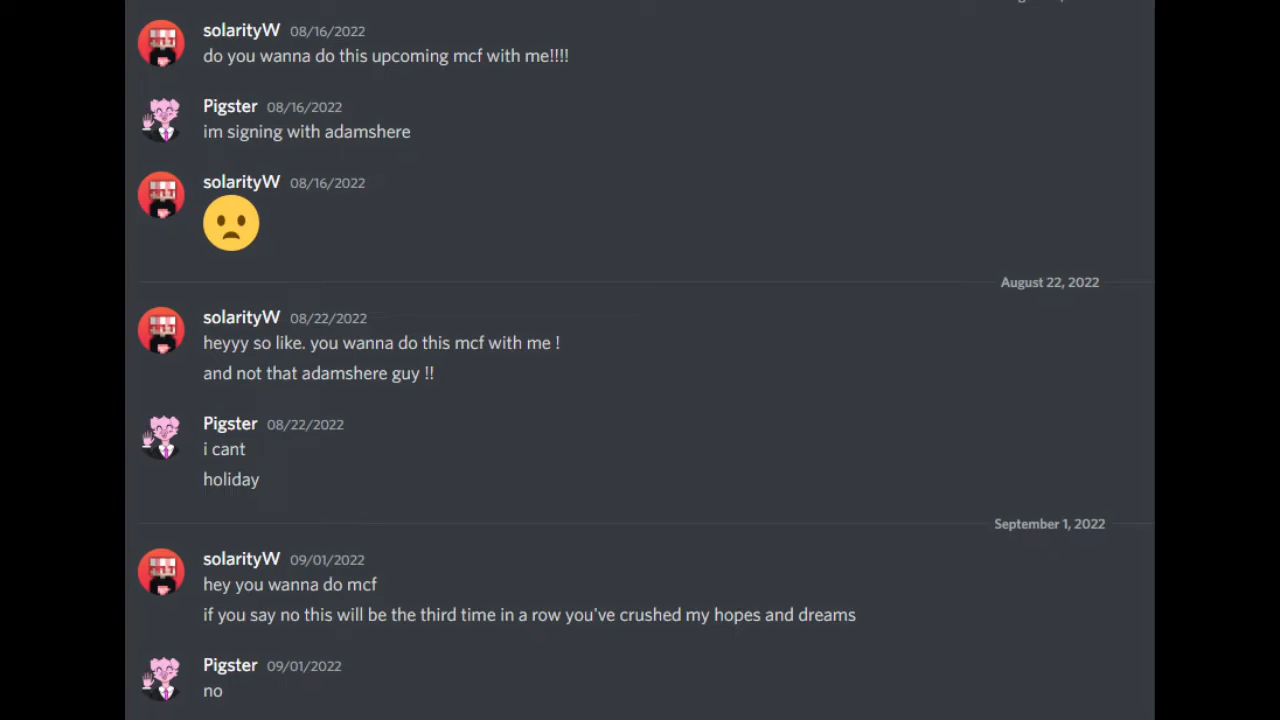 solarityW 08/16/2022
do you wanna do this upcoming mcf with me!!!!
Pigster 08/16/2022
im signing with adamshere
solarityW 08/16/2022
August 22, 2022
solarityW 08/22/2022
heyyy so like. you wanna do this mcf with me !
and not that adamshere guy !!
Pigster 08/22/2022
i cant
holiday
September 1, 2022
solarityW 09/01/2022
hey you wanna do mcf
if you say no this will be the third time in a row you've crushed my hopes and dreams
Pigster 09/01/2022
no